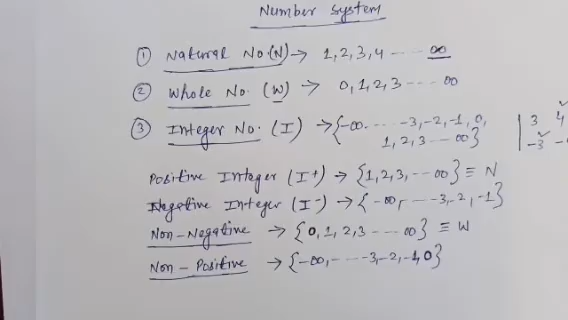 Number System
① Natural No.(N) → 1, 2, 3, 4 ---- ∞
② Whole No. (W) → 0, 1, 2, 3 ---- ∞
③ Integer No. (I) → {-∞. ---- -3, -2, -1, 0,
1, 2, 3 --- ∞}
3 4
-3
Positive Integer (I+) → {1, 2, 3, -- ∞} ≡ N
Negative Integer (I-) → {-∞, --- -3, -2, -1}
Non-Negative → {0, 1, 2, 3 ---- ∞} ≡ W
Non-Positive → {-∞, - --- -3, -2, -1, 0}